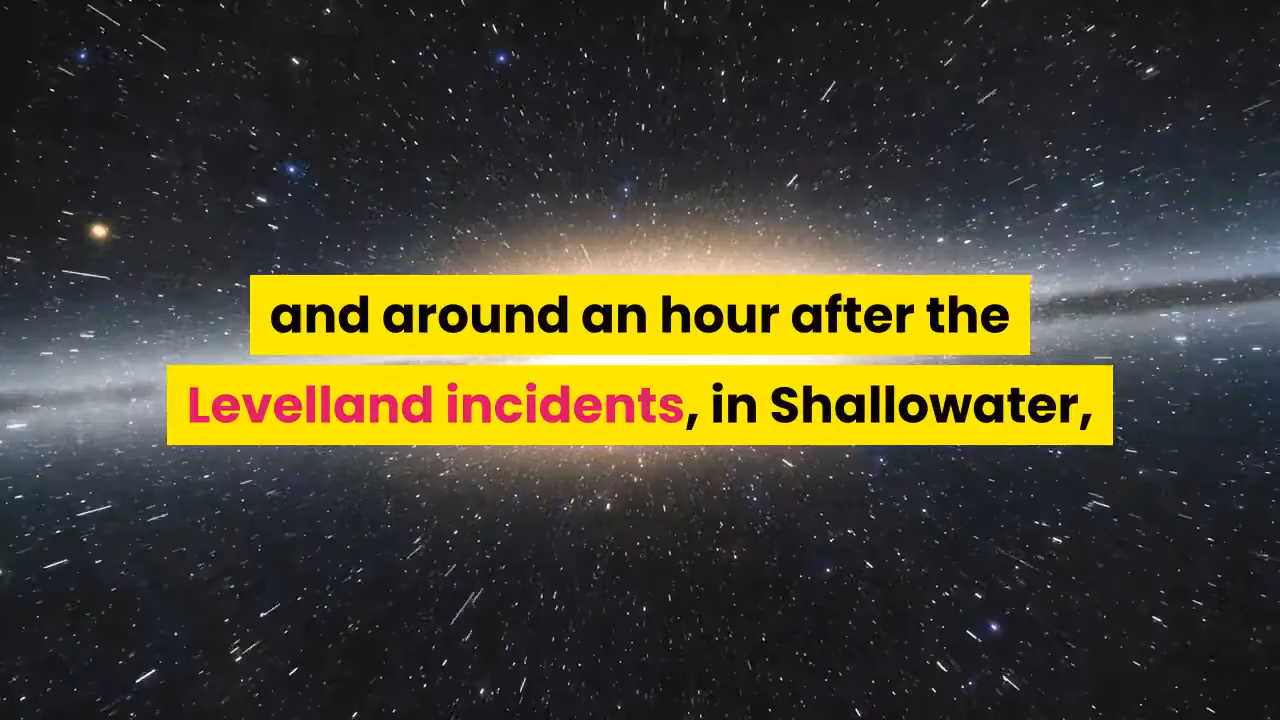 and around an hour after the
Levelland incidents, in Shallowater,